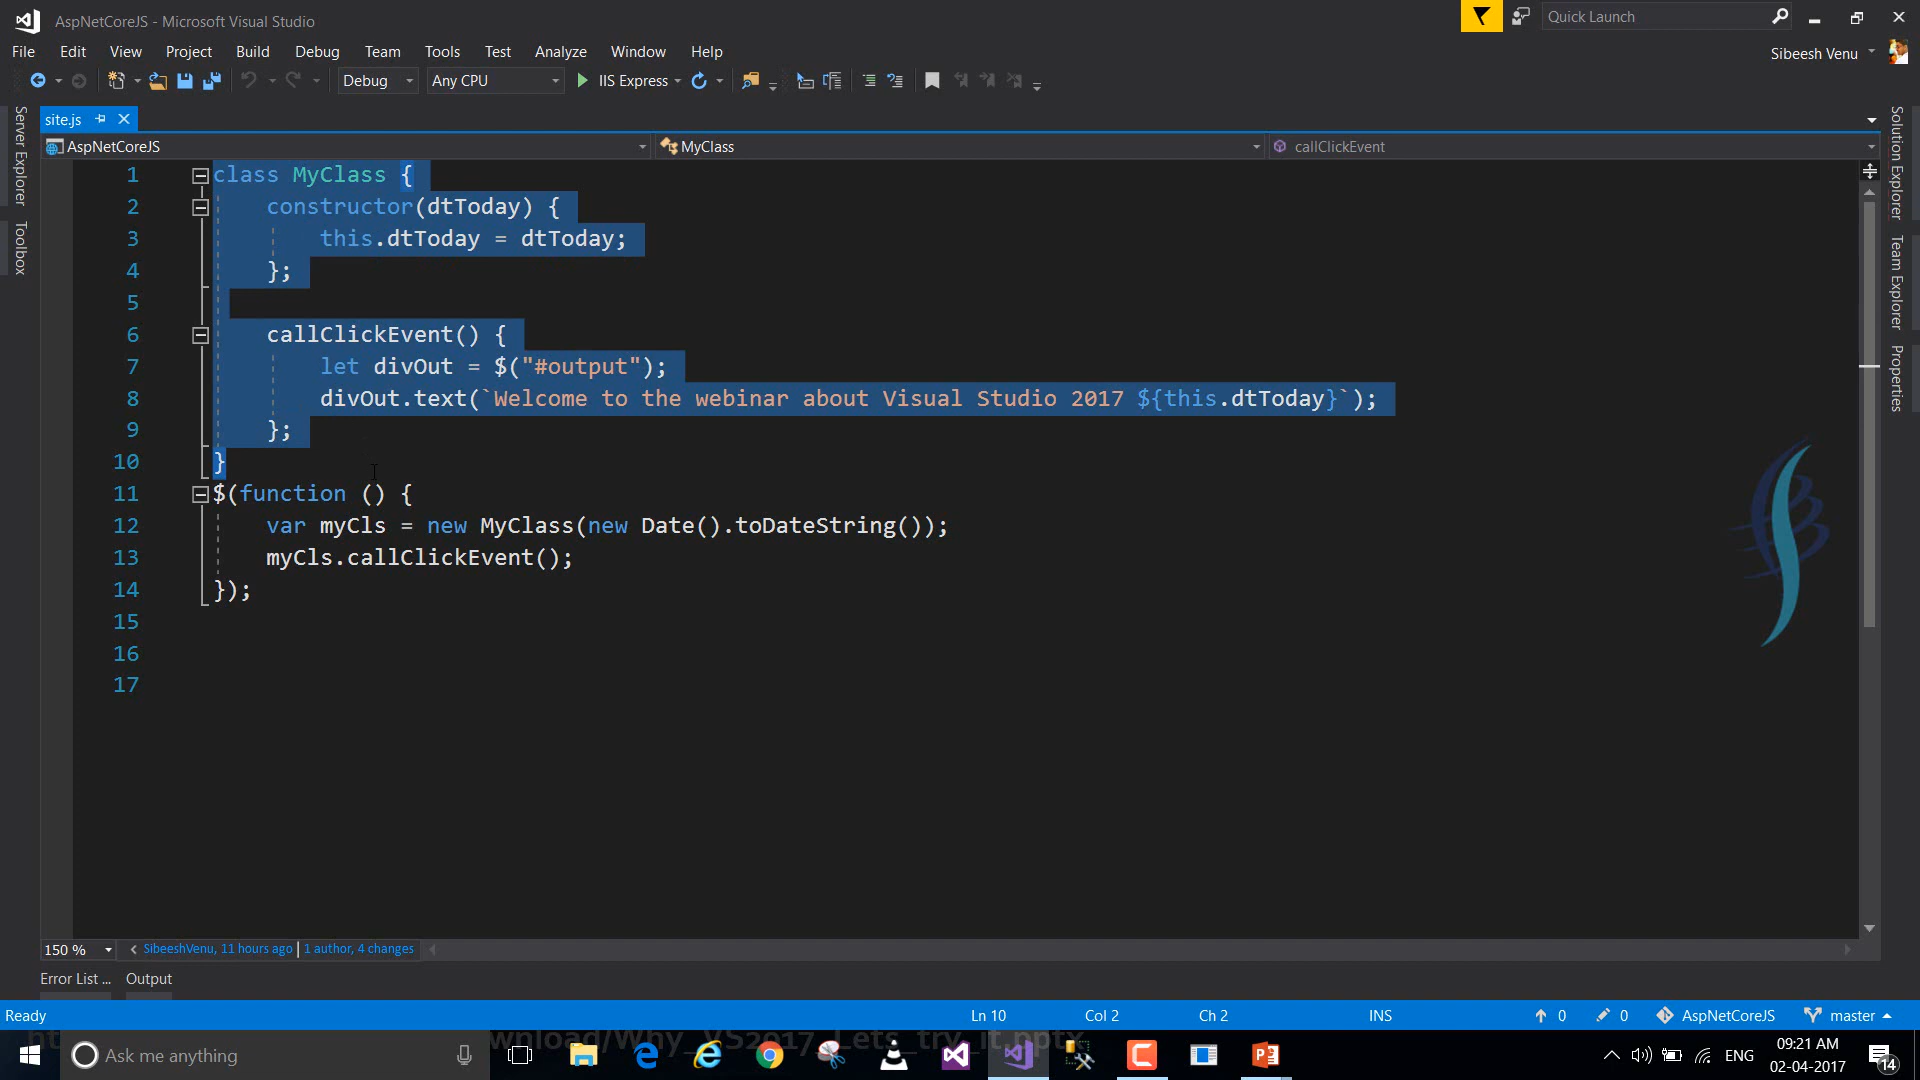 AspNetCoreJS - Microsoft Visual Studio
Quick Launch
File Edit View Project Build Debug Team Tools Test Analyze Window Help
Sibeesh Venu
Debug Any CPU IIS Express
Server Explorer
Toolbox
site.js
AspNetCoreJS MyClass callClickEvent
1 class MyClass {
2 constructor(dtToday) {
3 this.dtToday = dtToday;
4 };
5
6 callClickEvent() {
7 let divOut = $("#output");
8 divOut.text(`Welcome to the webinar about Visual Studio 2017 ${this.dtToday}`);
9 };
10 }
11 $(function () {
12 var myCls = new MyClass(new Date().toDateString());
13 myCls.callClickEvent();
14 });
15
16
17
Solution Explorer
Team Explorer
Properties
150 % SibeeshVenu, 11 hours ago | 1 author, 4 changes
Error List ... Output
Ready Ln 10 Col 2 Ch 2 INS 0 0 AspNetCoreJS master
wnload/Why_VS2017_Lets_try_it.pptx
Ask me anything
ENG
09:21 AM
02-04-2017
14